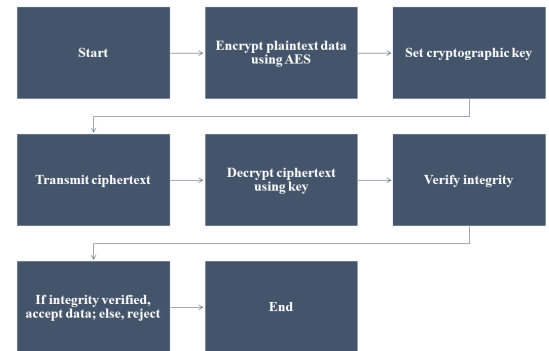 Start
Encrypt plaintext data
using AES
Set cryptographic key
Transmit ciphertext
Decrypt ciphertext
using key
Verify integrity
If integrity verified,
accept data; else, reject
End